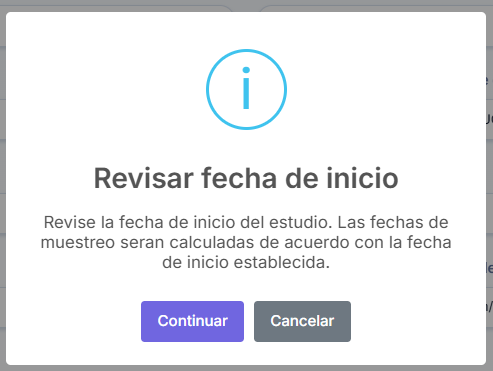 Revisar fecha de inicio
Revise la fecha de inicio del estudio. Las fechas de
muestreo seran calculadas de acuerdo con la fecha
de inicio establecida.
Continuar
Cancelar